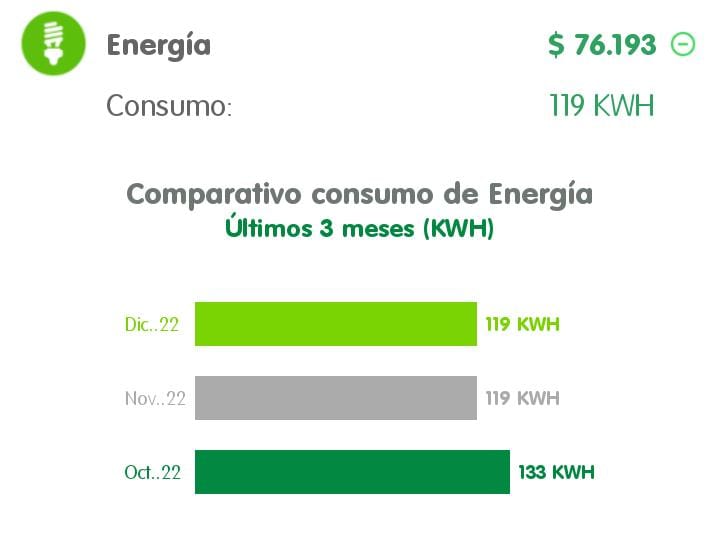 Energía $ 76.193
Consumo: 119 KWH
Comparativo consumo de Energía
Últimos 3 meses (KWH)
Dic..22 119 KWH
Nov..22 119 KWH
Oct..22 133 KWH